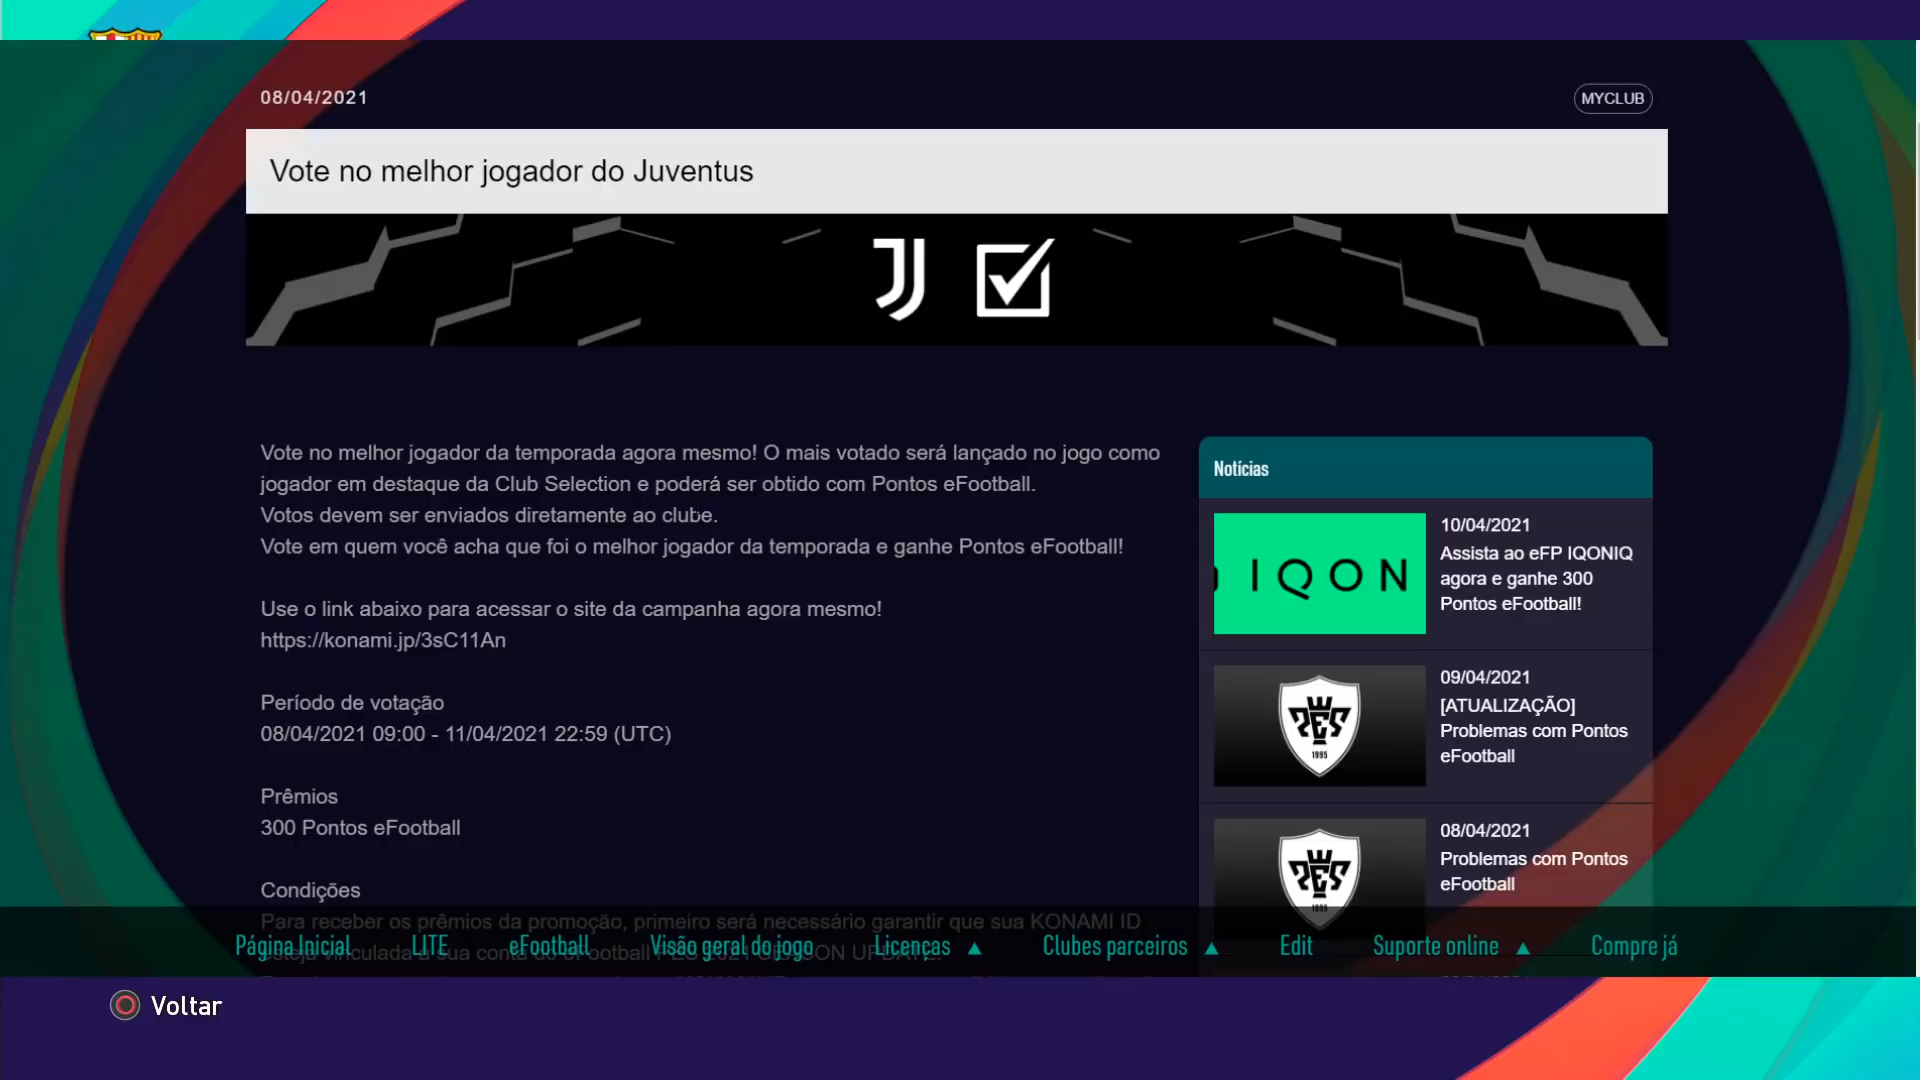 08/04/2021
MYCLUB
Vote no melhor jogador do Juventus
Vote no melhor jogador da temporada agora mesmo! O mais votado será lançado no jogo como
jogador em destaque da Club Selection e poderá ser obtido com Pontos eFootball.
Votos devem ser enviados diretamente ao clube.
Vote em quem você acha que foi o melhor jogador da temporada e ganhe Pontos eFootball!
Use o link abaixo para acessar o site da campanha agora mesmo!
https://konami.jp/3sC11An
Período de votação
08/04/2021 09:00 - 11/04/2021 22:59 (UTC)
Prêmios
300 Pontos eFootball
Condições
Para receber os prêmios da promoção, primeiro será necessário garantir que sua KONAMI ID
Notícias
IQON
10/04/2021
Assista ao eFP IQONIQ
agora e ganhe 300
Pontos eFootball!
PES
1995
09/04/2021
[ATUALIZAÇÃO]
Problemas com Pontos
eFootball
PES
1995
08/04/2021
Problemas com Pontos
eFootball
Página Inicial LITE eFootball Visão geral do jogo Licenças ▲ Clubes parceiros ▲ Edit Suporte online ▲ Compre já
Voltar